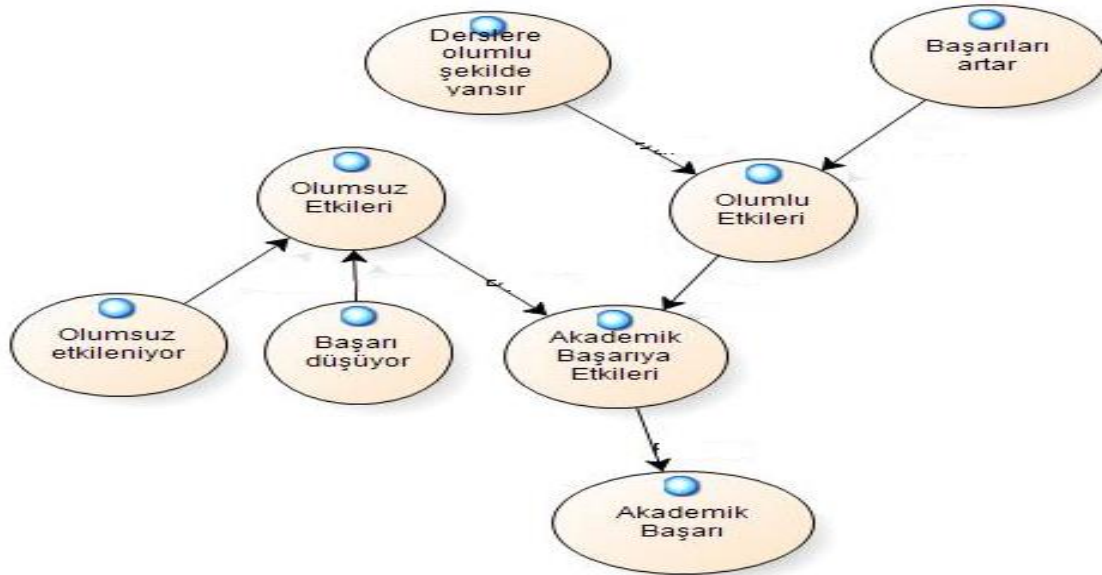 Derslere
olumlu
şekilde
yansır
Başarıları
artar
Olumsuz
Etkileri
Olumlu
Etkileri
Olumsuz
etkileniyor
Başarı
düşüyor
Akademik
Başarıya
Etkileri
Akademik
Başarı